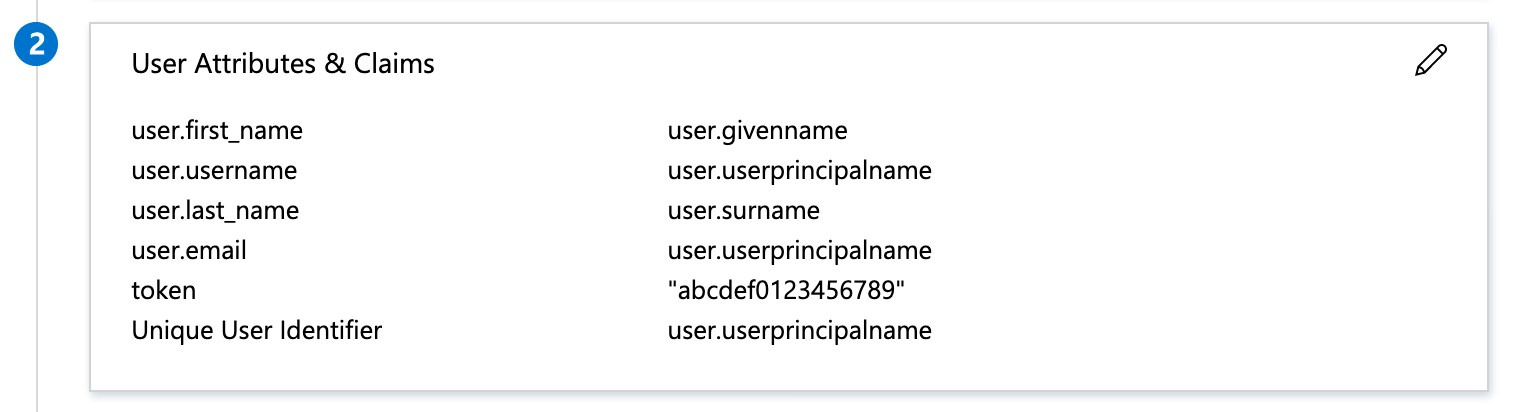 2
User Attributes & Claims
user.first_name user.givenname
user.username user.userprincipalname
user.last_name user.surname
user.email user.userprincipalname
token "abcdef0123456789"
Unique User Identifier user.userprincipalname